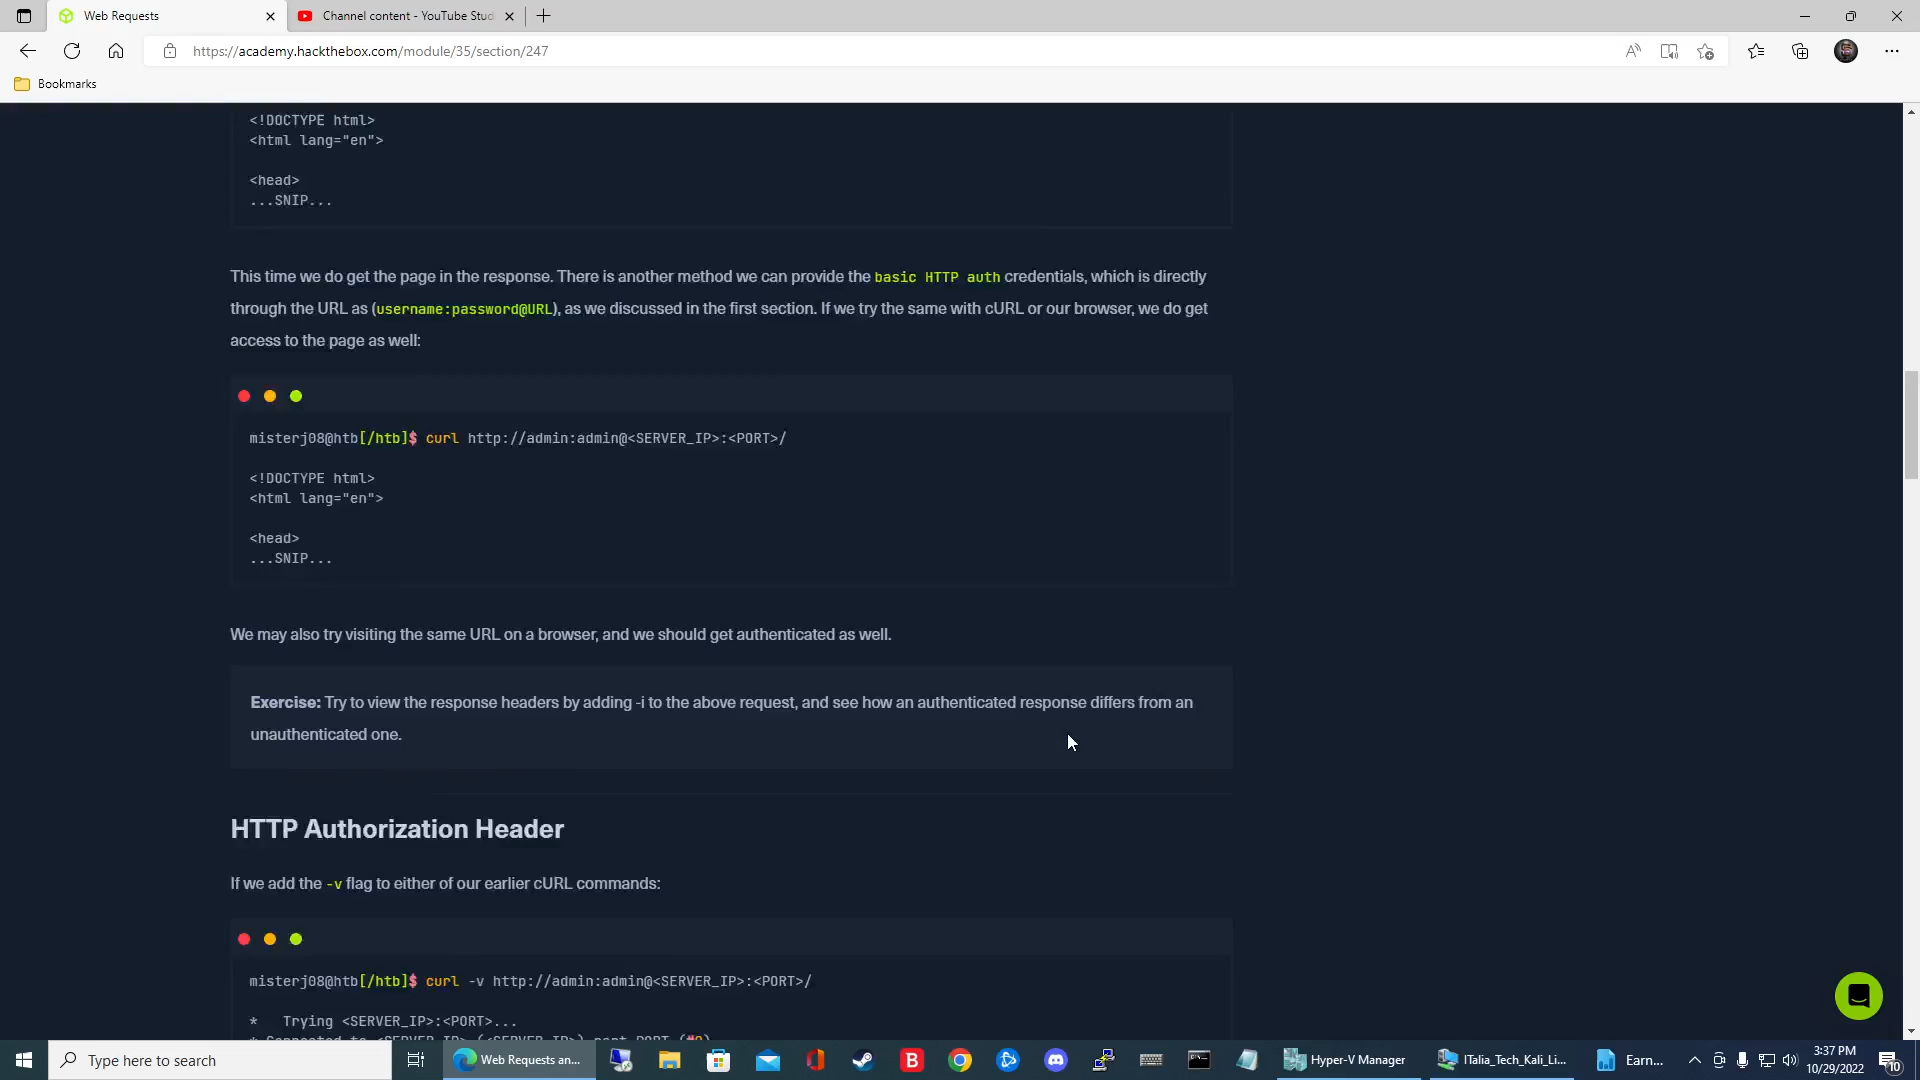 Web Requests
Channel content - YouTube Stud
https://academy.hackthebox.com/module/35/section/247
Bookmarks
<!DOCTYPE html>
<html lang="en">
<head>
...SNIP...
This time we do get the page in the response. There is another method we can provide the basic HTTP auth credentials, which is directly
through the URL as (username:password@URL), as we discussed in the first section. If we try the same with cURL or our browser, we do get
access to the page as well:
misterj08@htb[/htb]$ curl http://admin:admin@<SERVER_IP>:<PORT>/
<!DOCTYPE html>
<html lang="en">
<head>
...SNIP...
We may also try visiting the same URL on a browser, and we should get authenticated as well.
Exercise: Try to view the response headers by adding -i to the above request, and see how an authenticated response differs from an
unauthenticated one.
HTTP Authorization Header
If we add the -v flag to either of our earlier cURL commands:
misterj08@htb[/htb]$ curl -v http://admin:admin@<SERVER_IP>:<PORT>/
* Trying <SERVER_IP>:<PORT>...
* Connected to <SERVER_IP> (<SERVER_IP>) port PORT (#0)
Type here to search
Web Requests an...
Hyper-V Manager
ITalia_Tech_Kali_Li...
Earn...
3:37 PM
10/29/2022
10